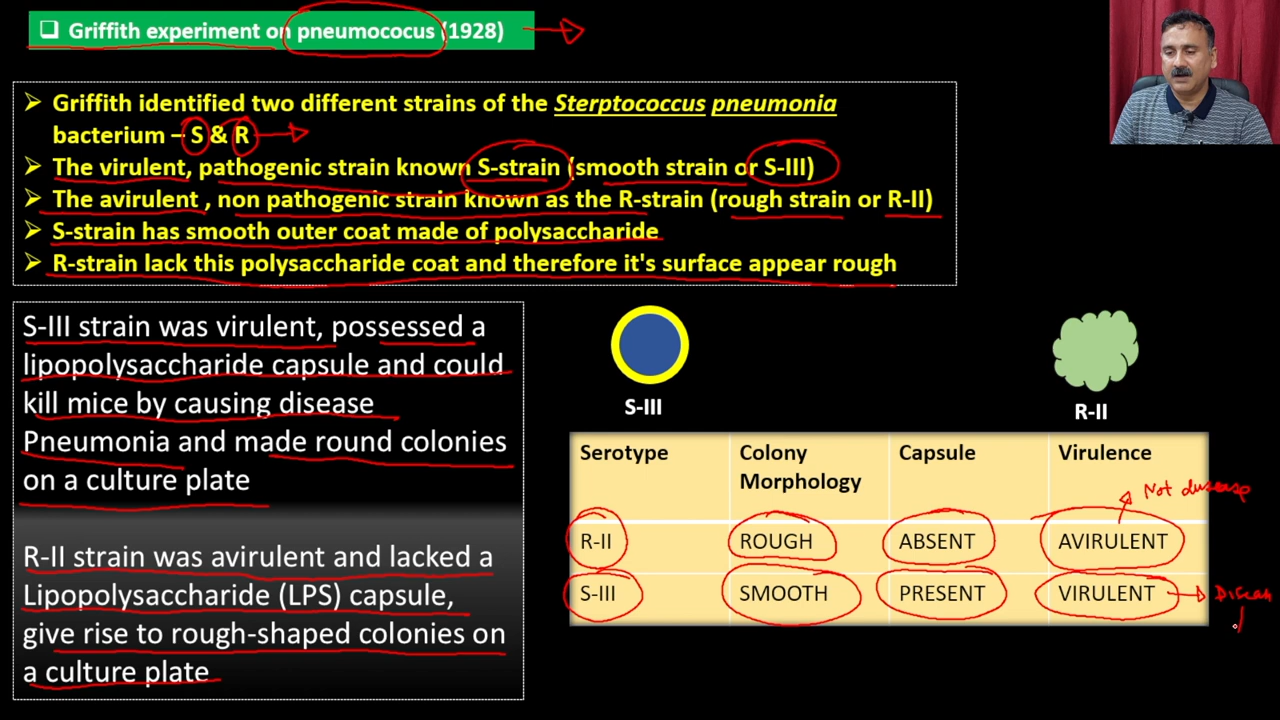 ❑ Griffith experiment on pneumococus (1928)
➢ Griffith identified two different strains of the Sterptococcus pneumonia
bacterium – S & R
➢ The virulent, pathogenic strain known S-strain (smooth strain or S-III)
➢ The avirulent , non pathogenic strain known as the R-strain (rough strain or R-II)
➢ S-strain has smooth outer coat made of polysaccharide
➢ R-strain lack this polysaccharide coat and therefore it's surface appear rough
S-III strain was virulent, possessed a
lipopolysaccharide capsule and could
kill mice by causing disease
Pneumonia and made round colonies
on a culture plate
R-II strain was avirulent and lacked a
Lipopolysaccharide (LPS) capsule,
give rise to rough-shaped colonies on
a culture plate
S-III
R-II
Serotype Colony Morphology Capsule Virulence
Not
R-II ROUGH ABSENT AVIRULENT
S-III SMOOTH PRESENT VIRULENT